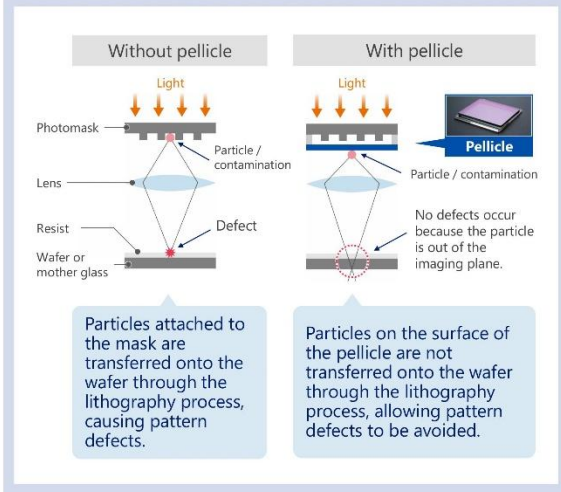 Without pellicle
Light
Photomask
Particle /
contamination
Lens
Defect
Resist
Wafer or
mother glass
Particles attached to
the mask are
transferred onto the
wafer through the
lithography process,
causing pattern
defects.
With pellicle
Light
Pellicle
Particle / contamination
No defects occur
because the particle
is out of the
imaging plane.
Particles on the surface of
the pellicle are not
transferred onto the wafer
through the lithography
process, allowing pattern
defects to be avoided.